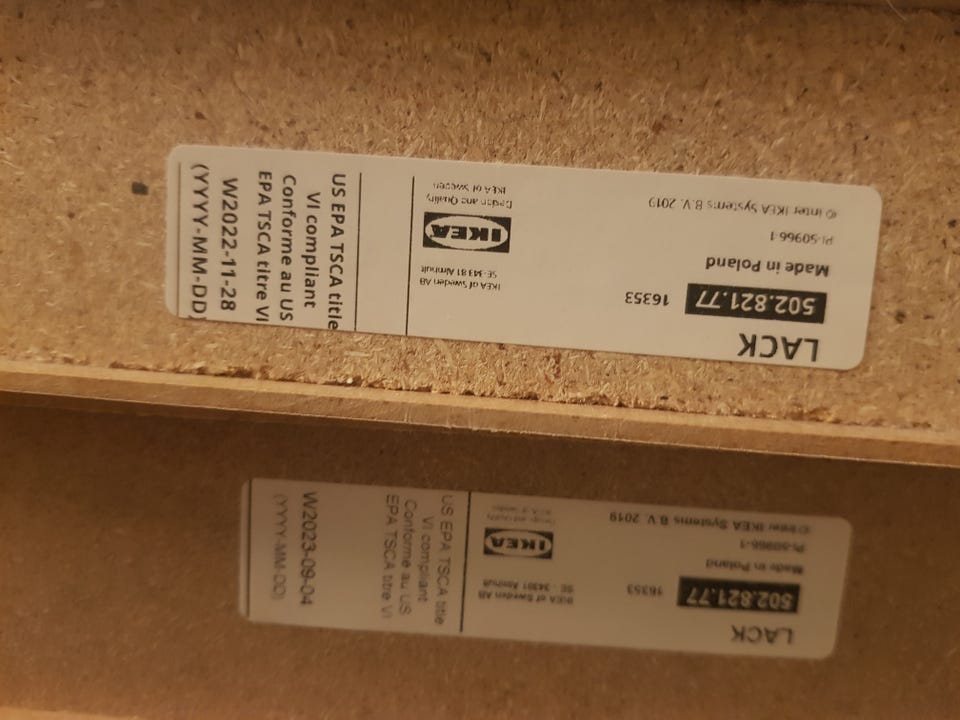 LACK
502.821.77 16353
Made in Poland
PI-50966-1
© Inter IKEA Systems B.V. 2019
IKEA of Sweden AB
SE-343 81 Älmhult
IKEA
Design and Quality
IKEA of Sweden
US EPA TSCA title
VI compliant
Conforme au US
EPA TSCA titre VI
W2022-11-28
(YYYY-MM-DD)
LACK
502.821.77 16353
Made in Poland
PI-50966-1
© Inter IKEA Systems B.V. 2019
IKEA of Sweden AB
SE - 34381 Älmhult
IKEA
Design and Quality
IKEA of Sweden
US EPA TSCA title
VI compliant
Conforme au US
EPA TSCA titre VI
W2023-09-04
(YYYY-MM-DD)